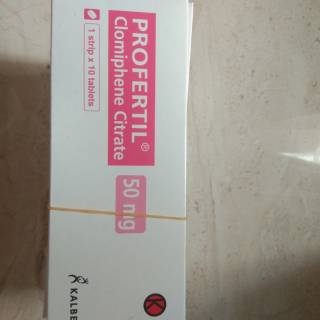 PROFERTIL®
Clomiphene Citrate
50 mg
1 strip x 10 tablets
K
KALBE